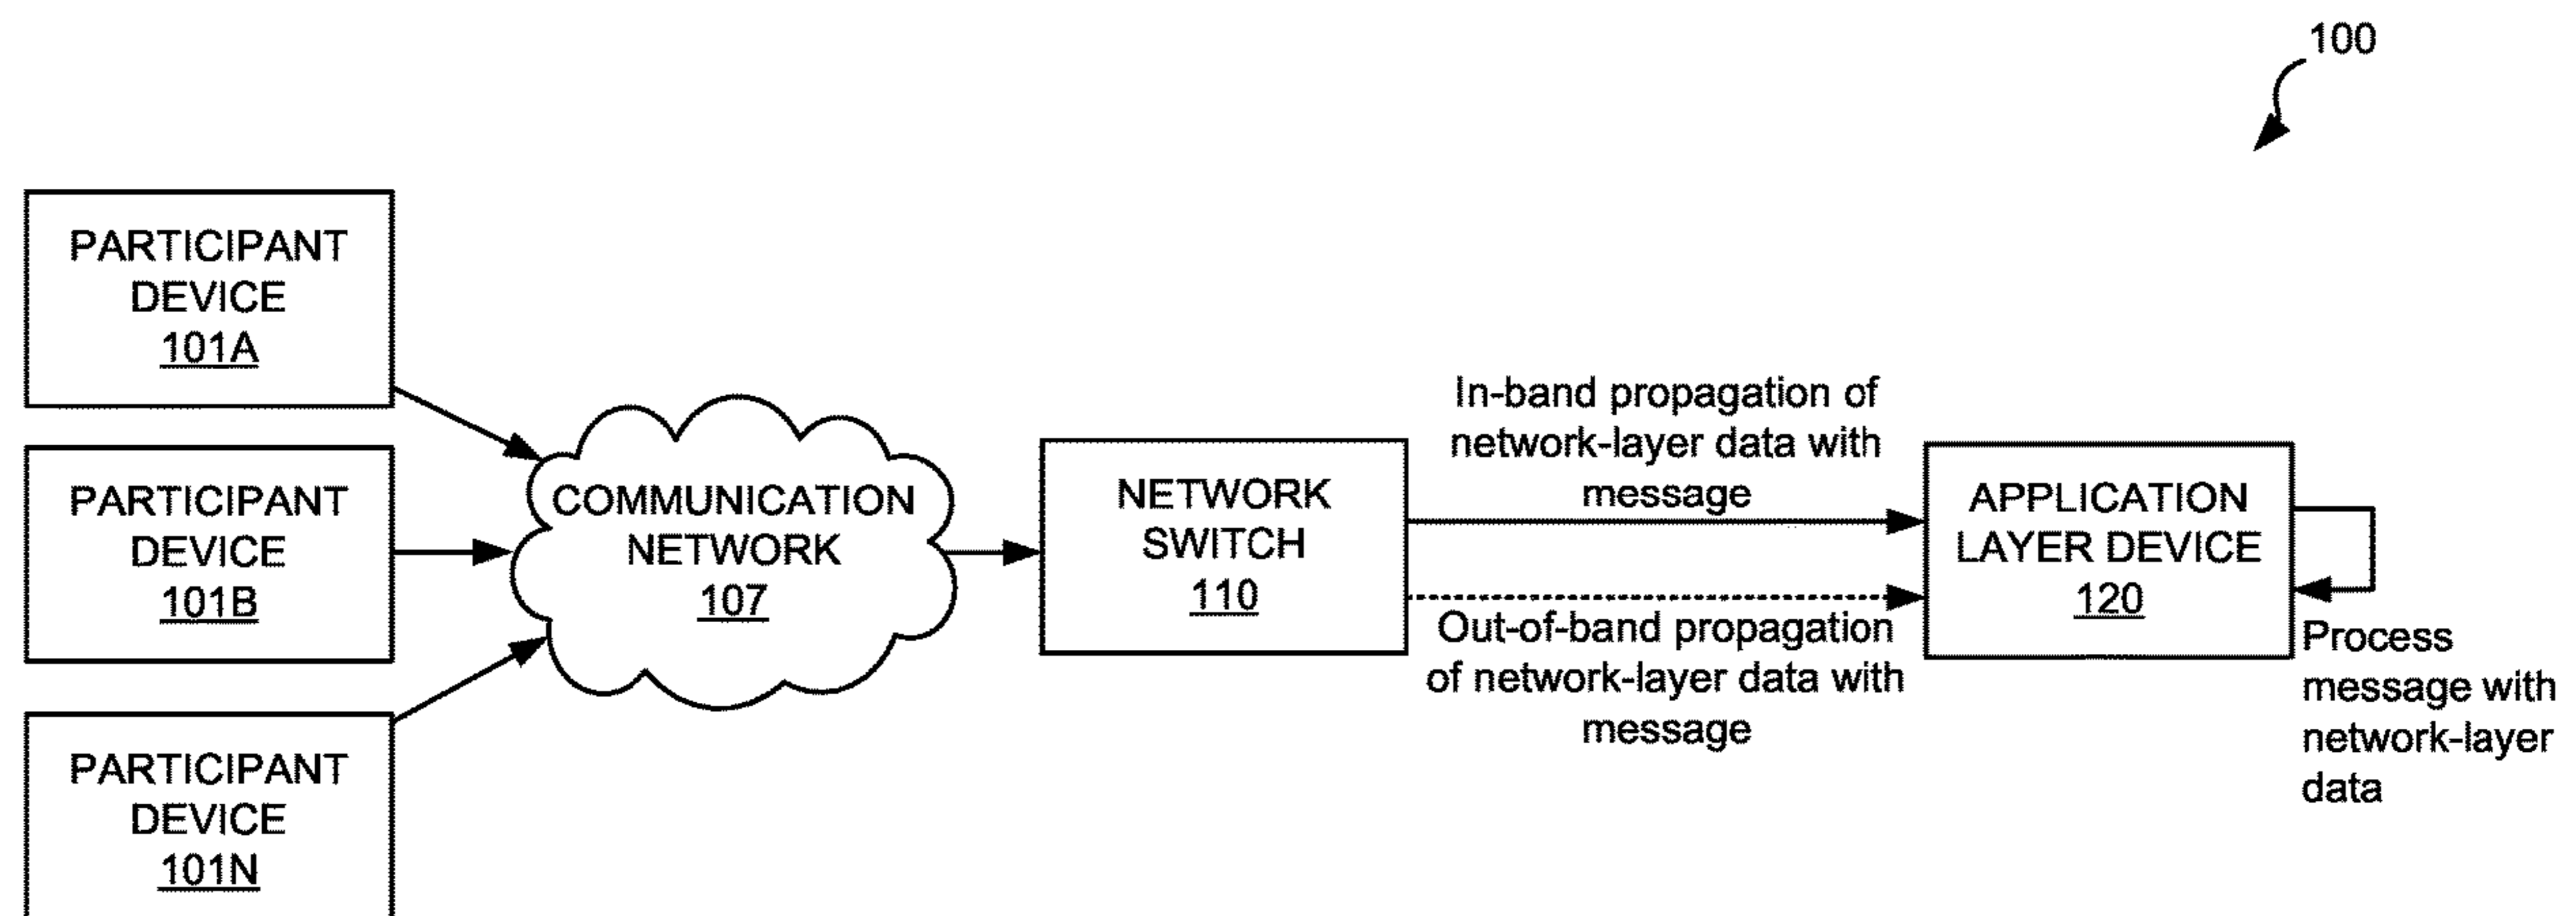 100
PARTICIPANT
DEVICE
101A
PARTICIPANT
DEVICE
101B
PARTICIPANT
DEVICE
101N
COMMUNICATION
NETWORK
107
NETWORK
SWITCH
110
In-band propagation of
network-layer data with
message
Out-of-band propagation
of network-layer data with
message
APPLICATION
LAYER DEVICE
120
Process
message with
network-layer
data